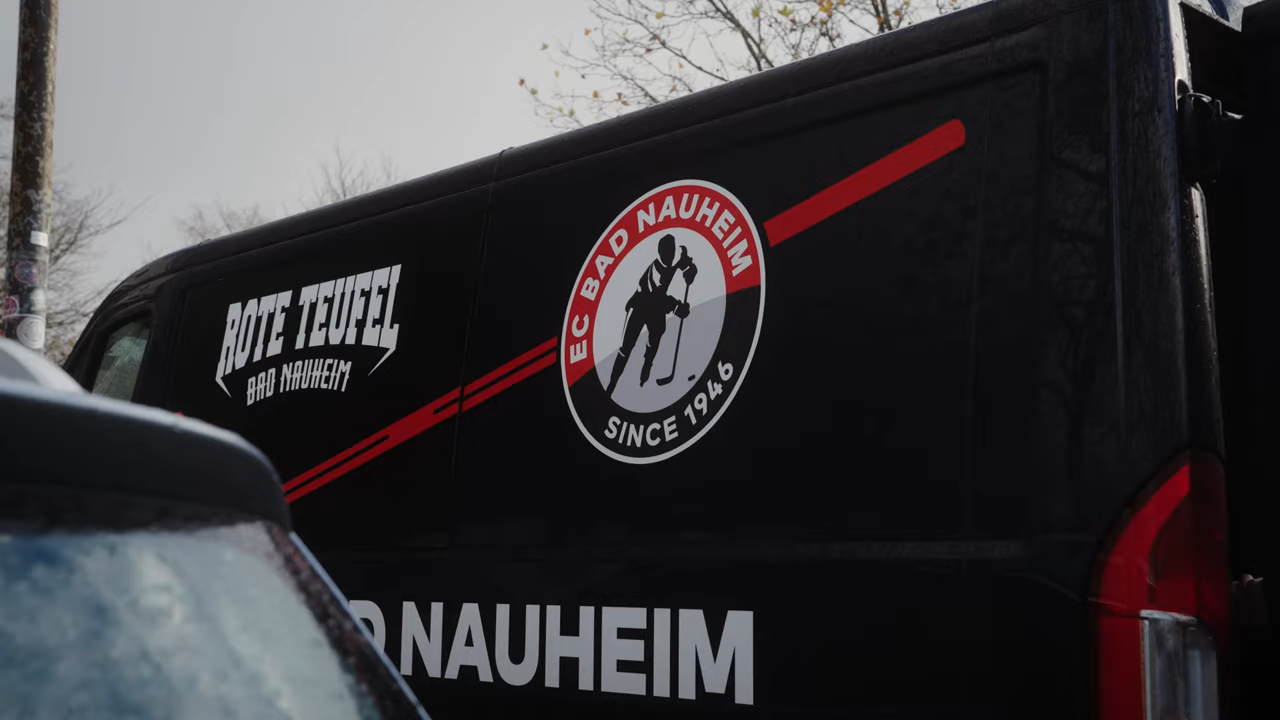 ROTE TEUFEL
BAD NAUHEIM
EC BAD NAUHEIM
SINCE 1946
D NAUHEIM